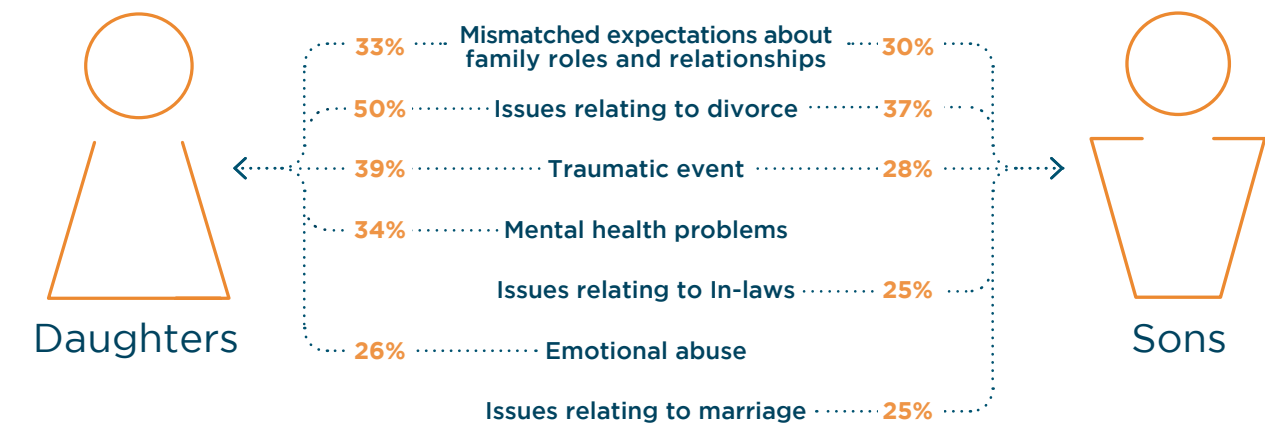 33% Mismatched expectations about family roles and relationships 30%
50% Issues relating to divorce 37%
39% Traumatic event 28%
34% Mental health problems
Issues relating to In-laws 25%
26% Emotional abuse
Issues relating to marriage 25%
Daughters
Sons